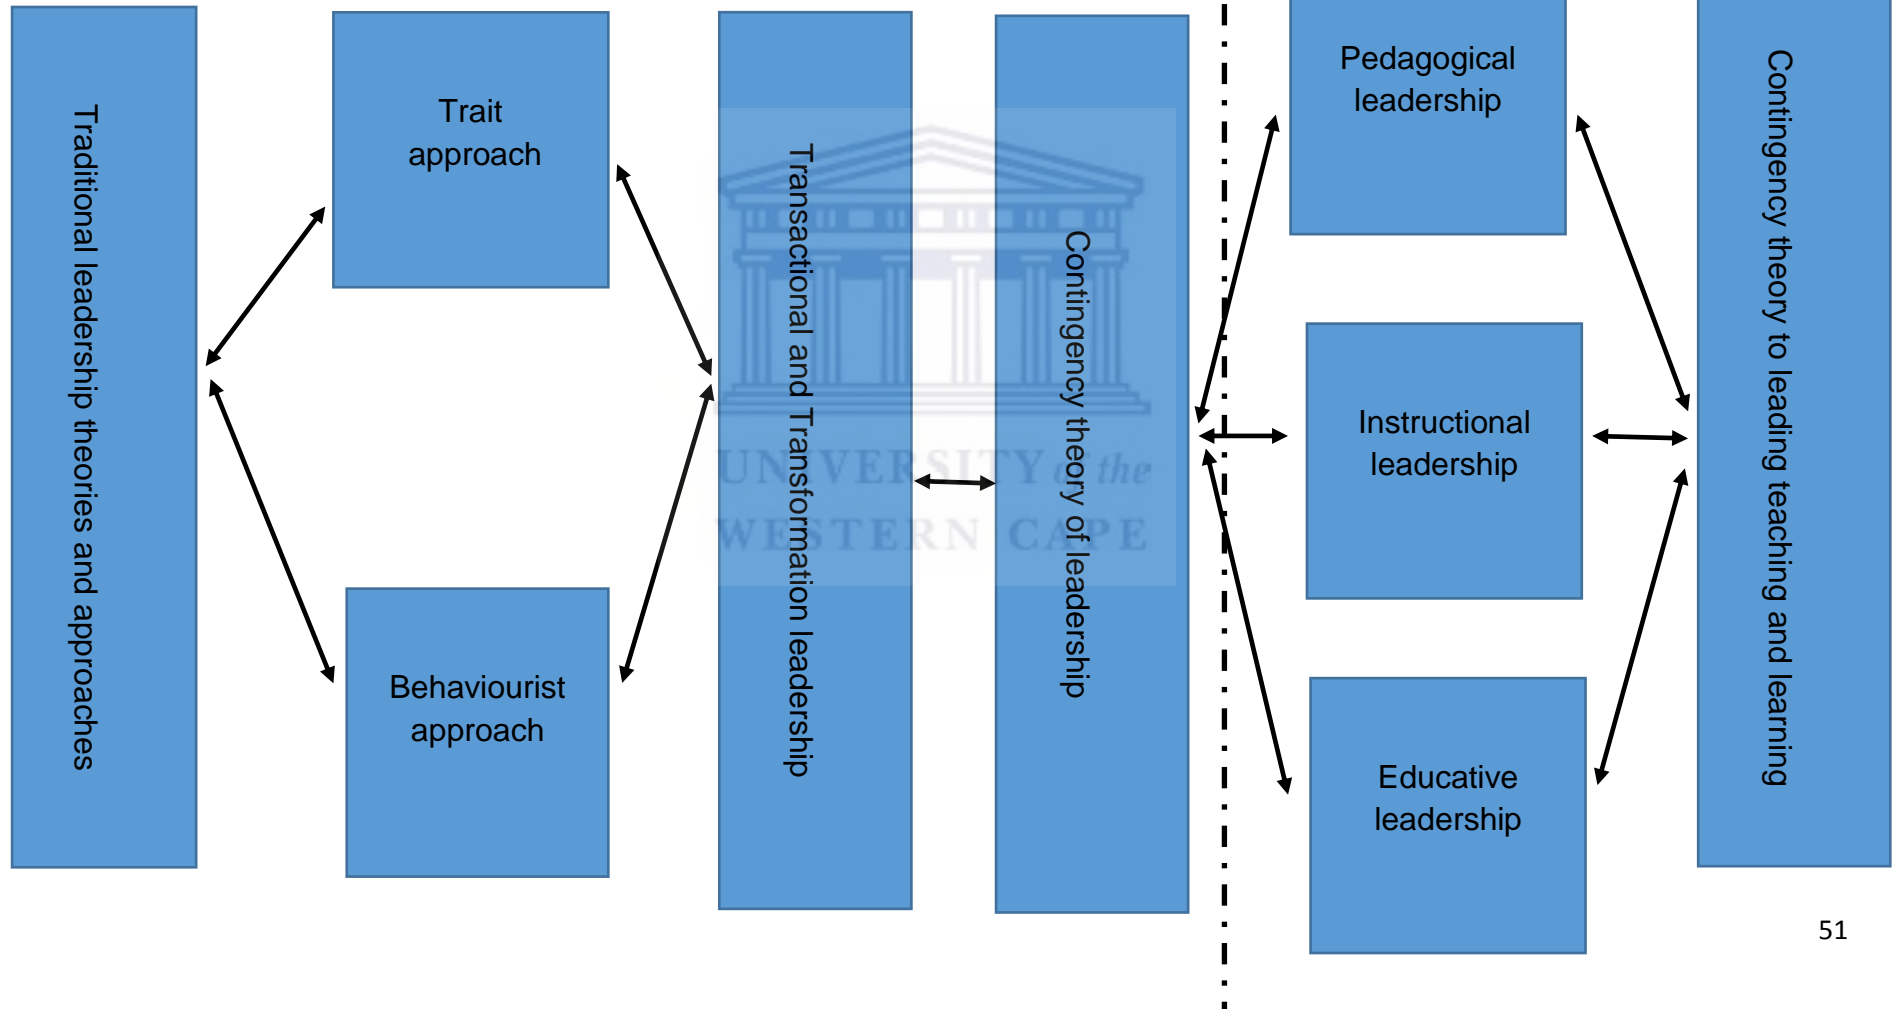 Traditional leadership theories and approaches
Trait
approach
Behaviourist
approach
Transactional and Transformation leadership
Contingency theory of leadership
UNIVERSITY of the
WESTERN CAPE
Pedagogical
leadership
Instructional
leadership
Educative
leadership
Contingency theory to leading teaching and learning
51